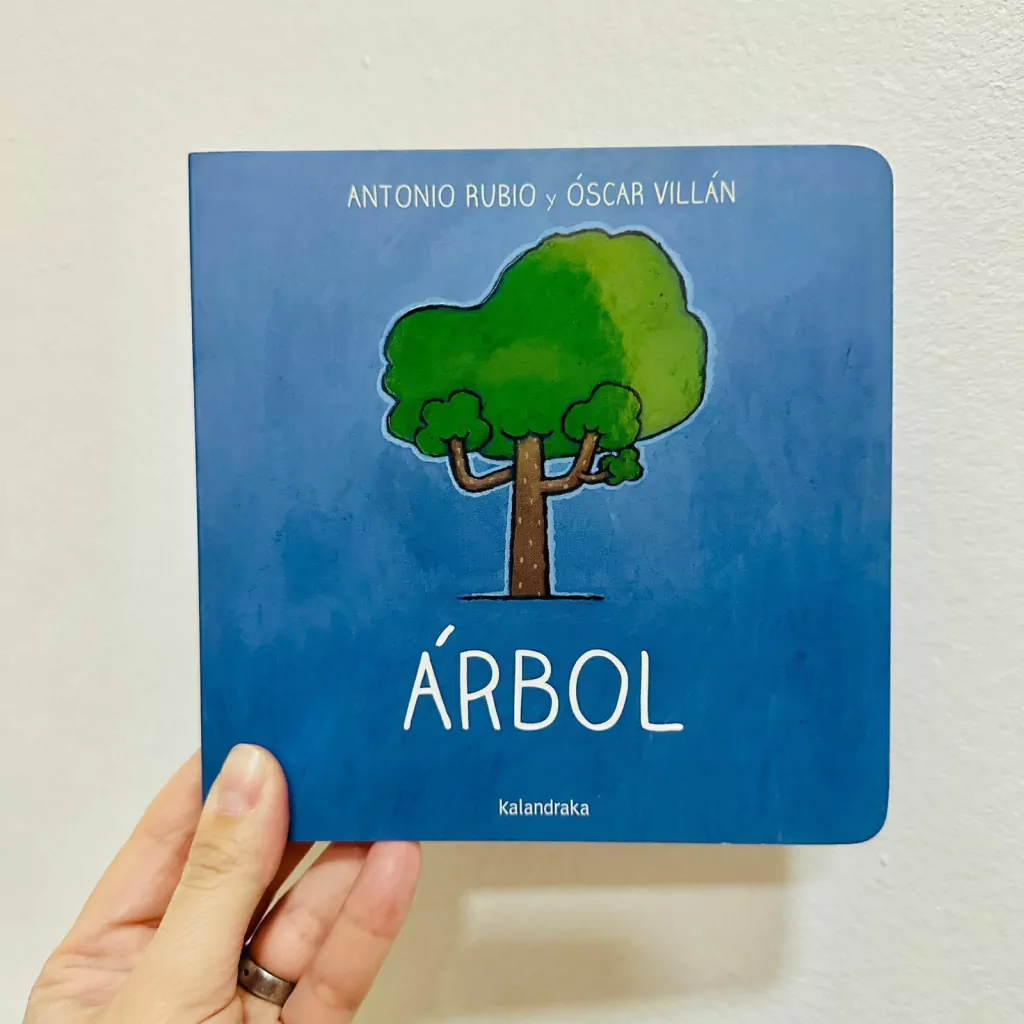 ANTONIO RUBIO y ÓSCAR VILLÁN
ÁRBOL
kalandraka